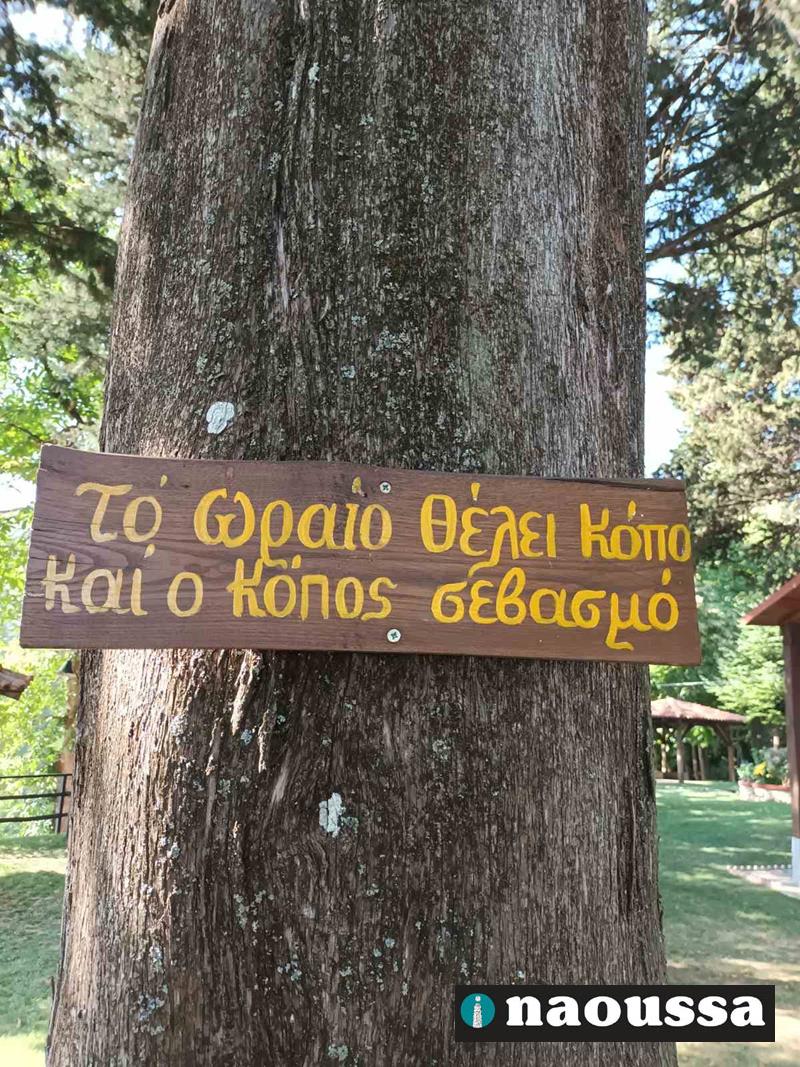 Τό ωραίο θέλει κόπο
και ο κόπος σεβασμό
i naoussa